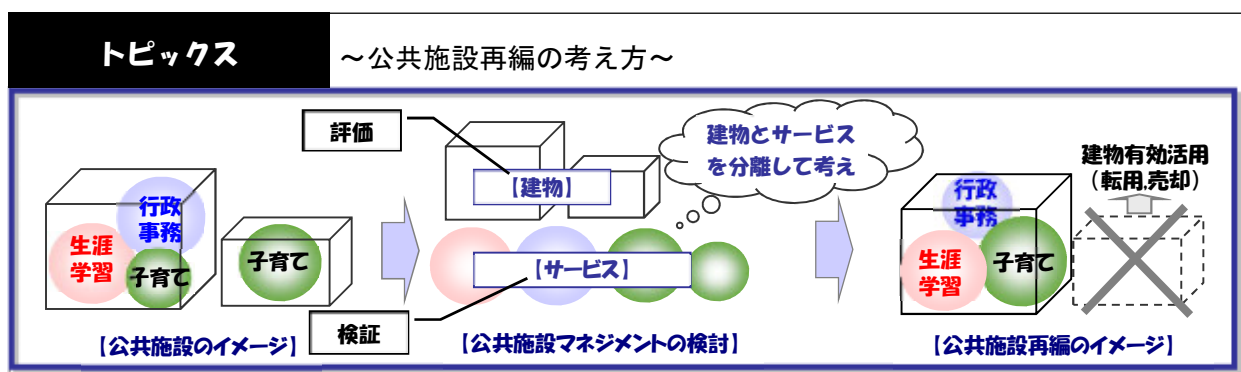 トピックス
～公共施設再編の考え方～
評価
行政
事務
生涯
学習
子育て
子育て
【公共施設のイメージ】
【建物】
建物とサービス
を分離して考え
【サービス】
検証
【公共施設マネジメントの検討】
行政
事務
生涯
学習
子育て
建物有効活用
（転用,売却）
【公共施設再編のイメージ】